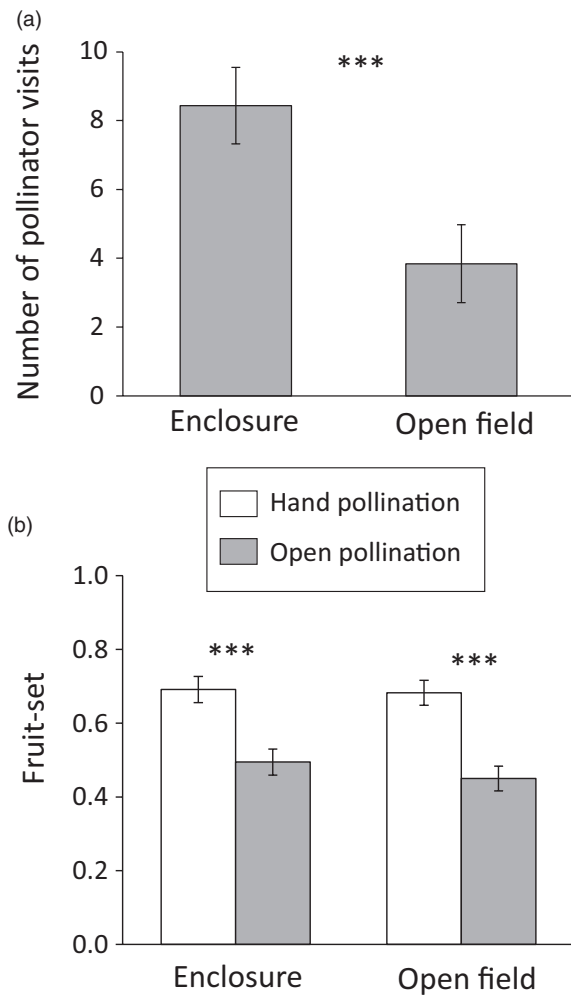 (a)
Number of pollinator visits
10
8
6
4
2
0
***
Enclosure
Open field
Hand pollination
Open pollination
(b)
Fruit-set
1.0
0.8
0.6
0.4
0.2
0.0
***
***
Enclosure
Open field